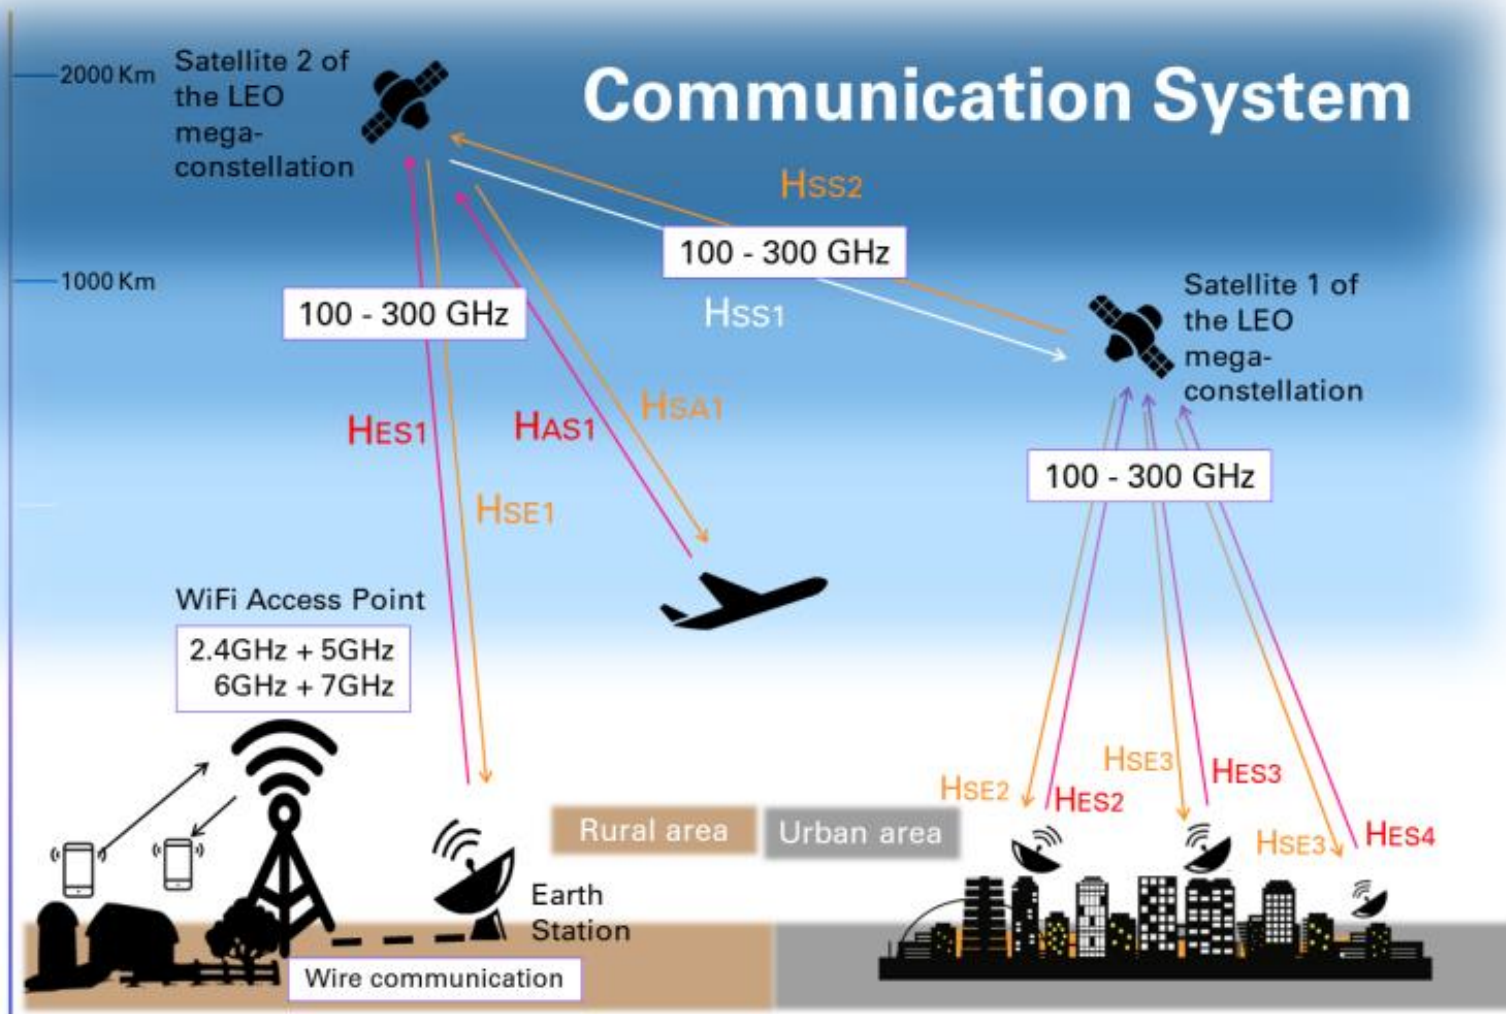 Communication System
2000 Km
Satellite 2 of
the LEO
mega-
constellation
HSS2
100 - 300 GHz
HSS1
1000 Km
100 - 300 GHz
Satellite 1 of
the LEO
mega-
constellation
HES1
HAS1
HSA1
HSE1
100 - 300 GHz
WiFi Access Point
2.4GHz + 5GHz
6GHz + 7GHz
HSE2
HES2
HSE3
HES3
HSE3
HES4
Rural area
Urban area
Earth
Station
Wire communication